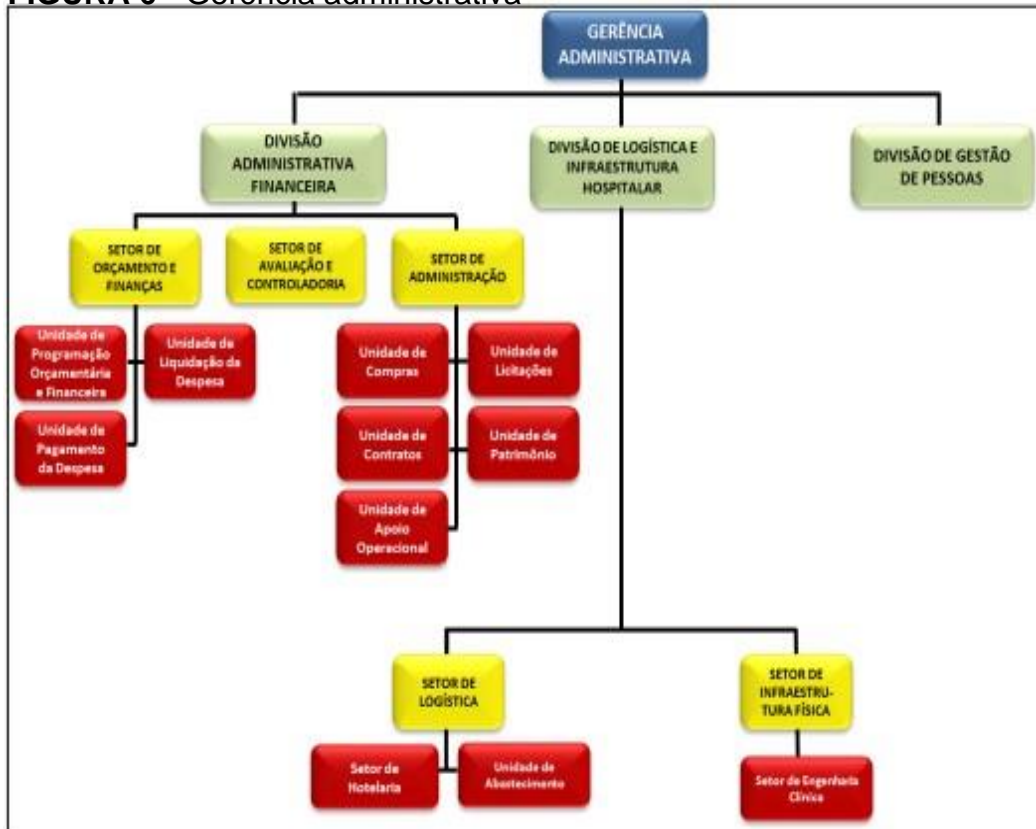 Gerência administrativa
GERÊNCIA
ADMINISTRATIVA
DIVISÃO
ADMINISTRATIVA
FINANCEIRA
DIVISÃO DE LOGÍSTICA E
INFRAESTRUTURA
HOSPITALAR
DIVISÃO DE GESTÃO
DE PESSOAS
SETOR DE
ORÇAMENTO E
FINANÇAS
SETOR DE
AVALIAÇÃO E
CONTROLADORIA
SETOR DE
ADMINISTRAÇÃO
Unidade de
Programação
Orçamentária
e Financeira
Unidade de
Liquidação da
Despesa
Unidade de
Pagamento
da Despesa
Unidade de
Compras
Unidade de
Licitações
Unidade de
Contratos
Unidade de
Patrimônio
Unidade de
Apoio
Operacional
SETOR DE
LOGÍSTICA
SETOR DE
INFRAESTRU-
TURA FÍSICA
Setor de
Hotelaria
Unidade de
Abastecimento
Setor de Engenharia
Clínica